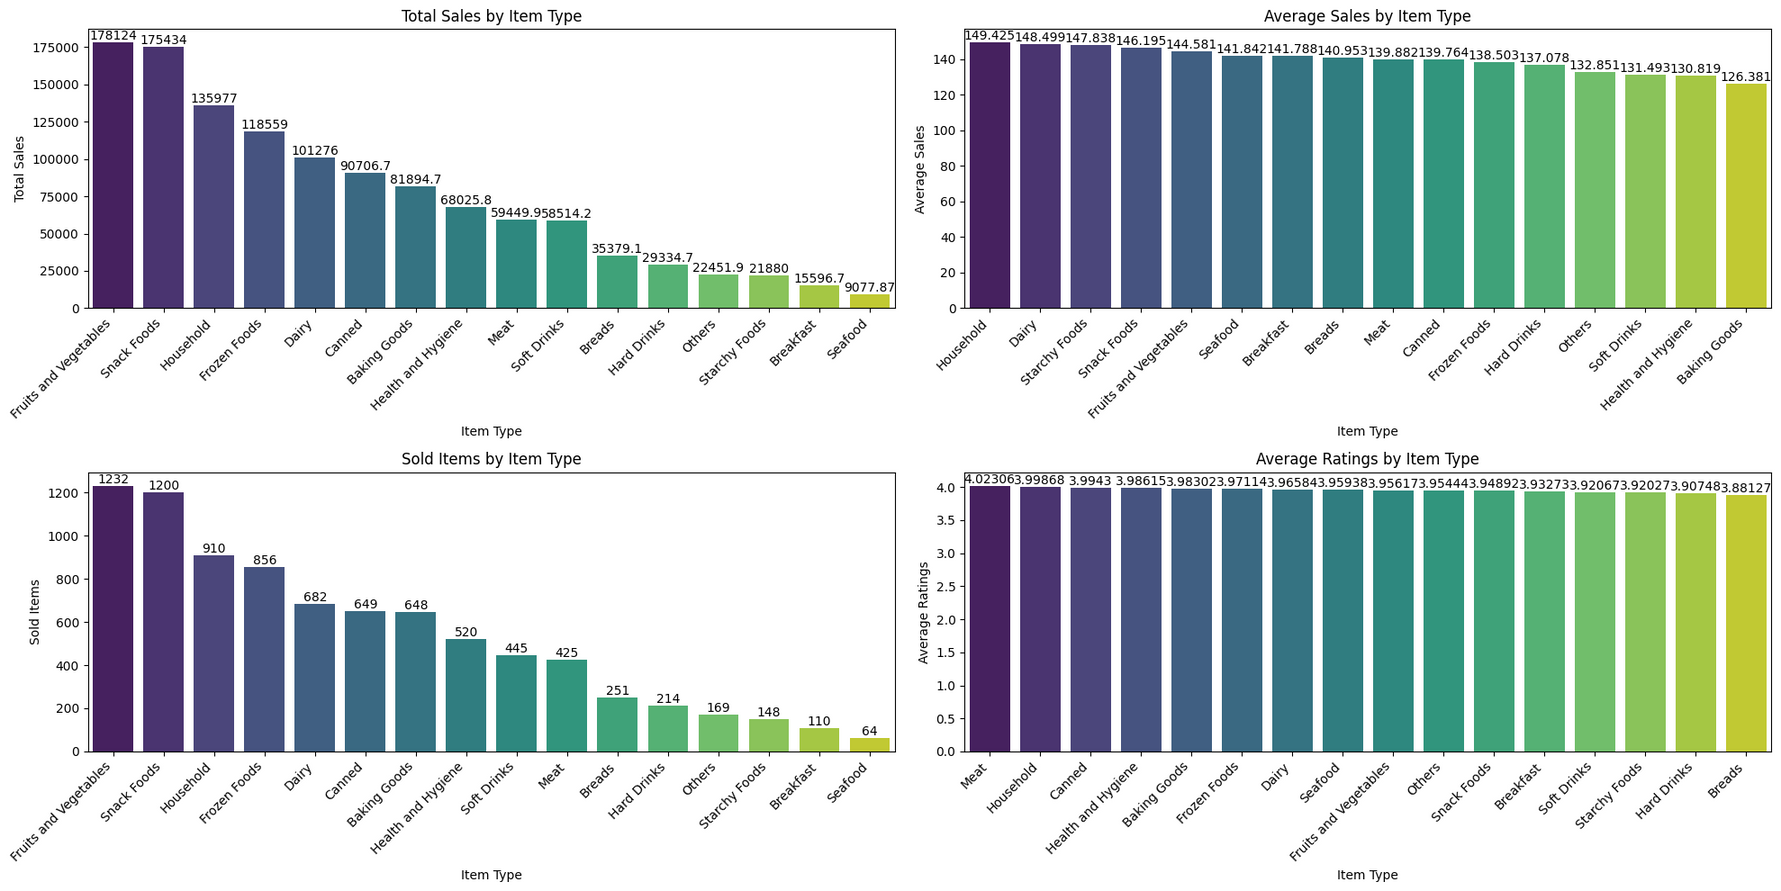 Total Sales by Item Type
178124 175434 135977 118559 101276 90706.7 81894.7 68025.8 59449.9 58514.2 35379.1 29334.7 22451.9 21880 15596.7 9077.87
175000
150000
125000
100000
75000
50000
25000
0
Total Sales
Fruits and Vegetables
Snack Foods
Household
Frozen Foods
Dairy
Canned
Baking Goods
Health and Hygiene
Meat
Soft Drinks
Breads
Hard Drinks
Others
Starchy Foods
Breakfast
Seafood
Item Type
Average Sales by Item Type
149.425 148.499 147.838 146.195 144.581 141.842 141.788 140.953 139.882 139.764 138.503 137.078 132.851 131.493 130.819 126.381
140
120
100
80
60
40
20
0
Average Sales
Household
Dairy
Starchy Foods
Snack Foods
Fruits and Vegetables
Seafood
Breakfast
Breads
Meat
Canned
Frozen Foods
Hard Drinks
Others
Soft Drinks
Health and Hygiene
Baking Goods
Item Type
Sold Items by Item Type
1232 1200 910 856 682 649 648 520 445 425 251 214 169 148 110 64
1200
1000
800
600
400
200
0
Sold Items
Fruits and Vegetables
Snack Foods
Household
Frozen Foods
Dairy
Canned
Baking Goods
Health and Hygiene
Soft Drinks
Meat
Breads
Hard Drinks
Others
Starchy Foods
Breakfast
Seafood
Item Type
Average Ratings by Item Type
4.02306 3.99868 3.9943 3.98615 3.98302 3.97114 3.96584 3.95938 3.95617 3.95444 3.94892 3.93273 3.92067 3.92027 3.90748 3.88127
4.0
3.5
3.0
2.5
2.0
1.5
1.0
0.5
0.0
Average Ratings
Meat
Household
Canned
Health and Hygiene
Baking Goods
Frozen Foods
Dairy
Seafood
Fruits and Vegetables
Others
Snack Foods
Breakfast
Soft Drinks
Starchy Foods
Hard Drinks
Breads
Item Type